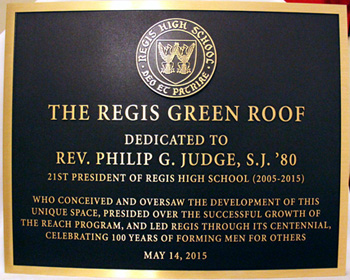 REGIS HIGH SCHOOL
DEO ET PATRIAE
THE REGIS GREEN ROOF
DEDICATED TO
REV. PHILIP G. JUDGE, S.J. '80
21ST PRESIDENT OF REGIS HIGH SCHOOL (2005-2015)
WHO CONCEIVED AND OVERSAW THE DEVELOPMENT OF THIS
UNIQUE SPACE, PRESIDED OVER THE SUCCESSFUL GROWTH OF
THE REACH PROGRAM, AND LED REGIS THROUGH ITS CENTENNIAL,
CELEBRATING 100 YEARS OF FORMING MEN FOR OTHERS
MAY 14, 2015